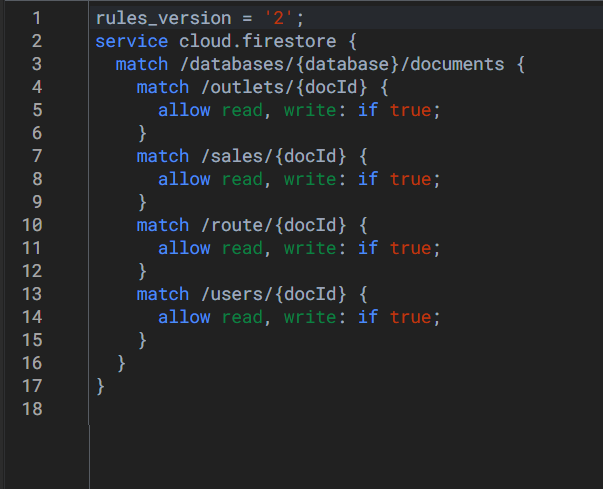 1 rules_version = '2';
2 service cloud.firestore {
3   match /databases/{database}/documents {
4     match /outlets/{docId} {
5       allow read, write: if true;
6     }
7     match /sales/{docId} {
8       allow read, write: if true;
9     }
10     match /route/{docId} {
11       allow read, write: if true;
12     }
13     match /users/{docId} {
14       allow read, write: if true;
15     }
16   }
17 }
18